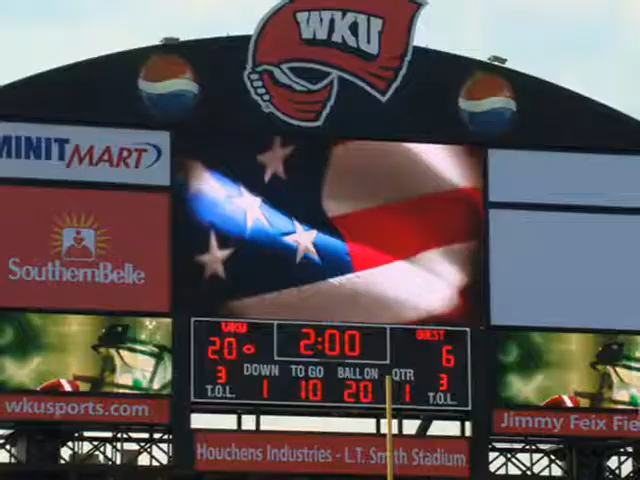 WKU
MINIT MART
SouthernBelle
WKU 2:00 GUEST
20 6
DOWN TO GO BALL ON QTR
3 1 10 20 1 3
T.O.L. T.O.L.
wkusports.com
Jimmy Feix Fie
Houchens Industries - L.T. Smith Stadium